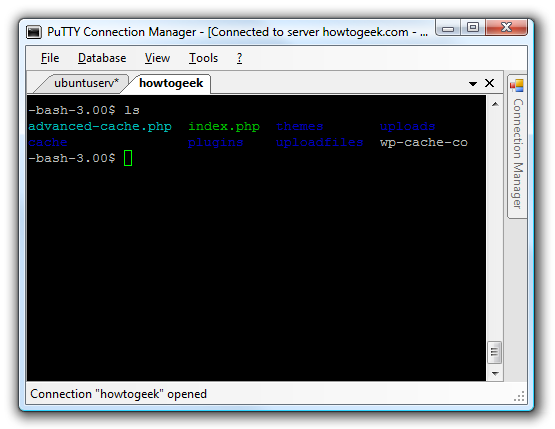 PuTTY Connection Manager - [Connected to server howtogeek.com - ...
File Database View Tools ?
ubuntuserv* howtogeek
-bash-3.00$ ls
advanced-cache.php index.php themes uploads
cache plugins uploadfiles wp-cache-co
-bash-3.00$
Connection Manager
Connection "howtogeek" opened